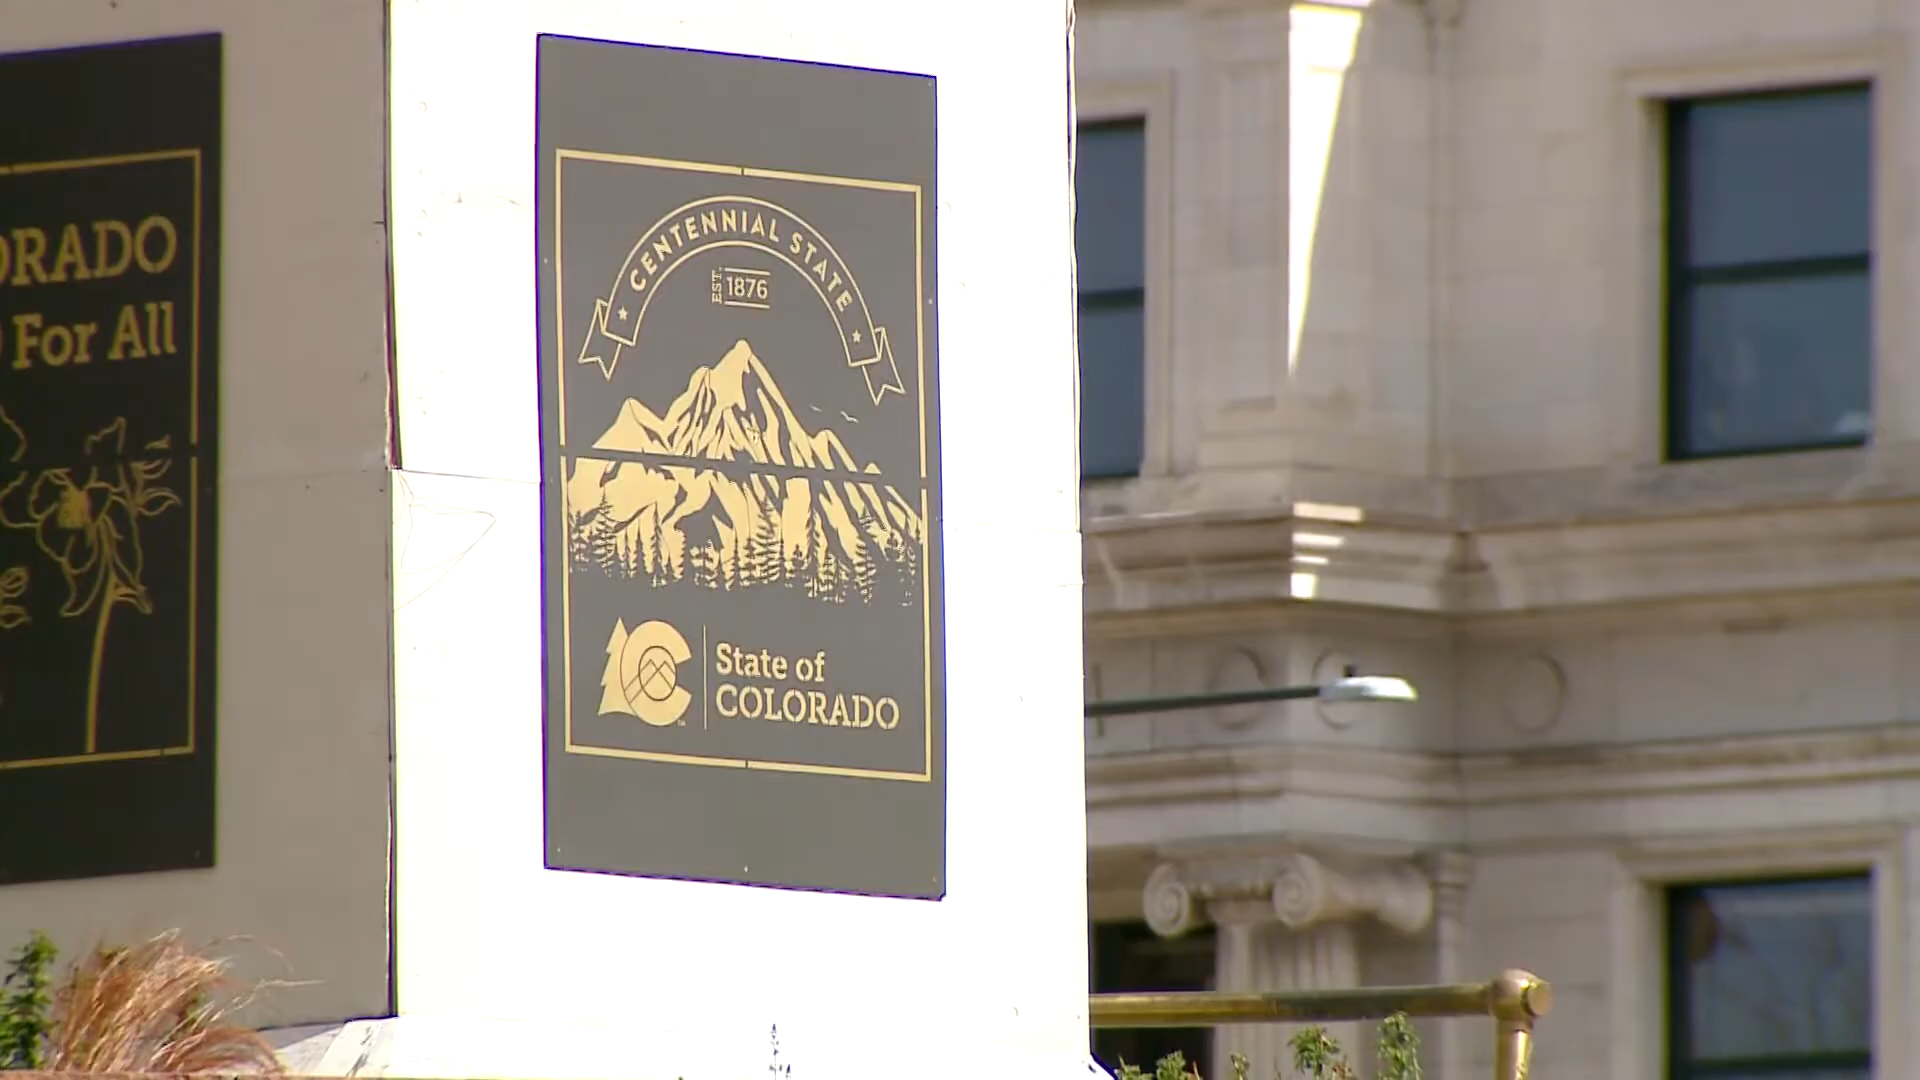 ORADO
For All
CENTENNIAL STATE
EST. 1876
State of
COLORADO